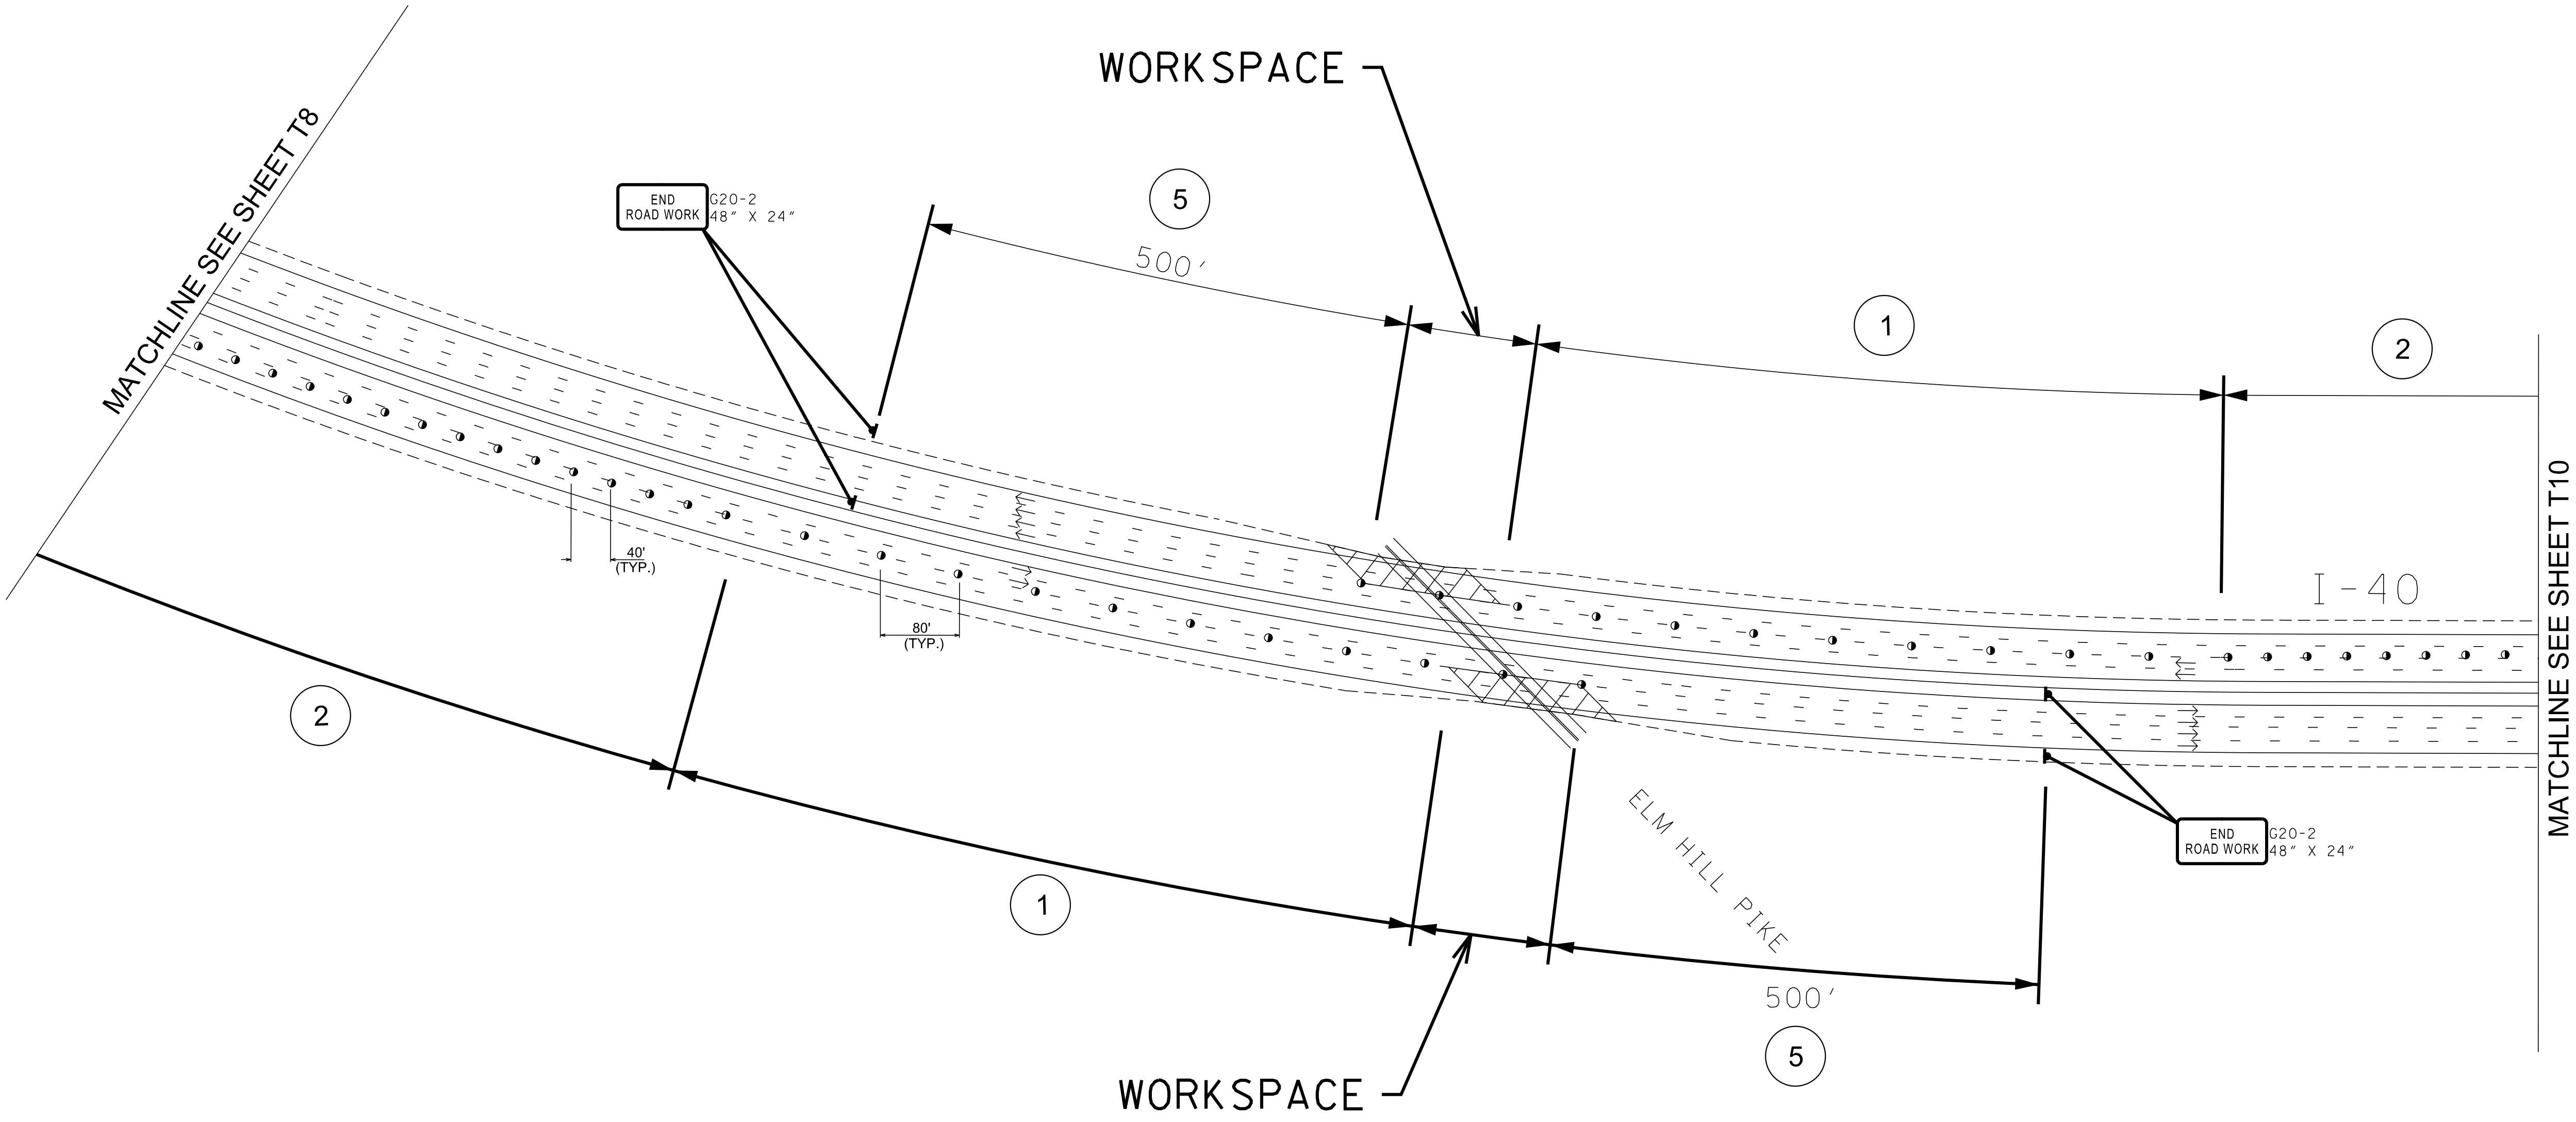 WORKSPACE
MATCHLINE SEE SHEET T8
END
ROAD WORK
G20-2
48" X 24"
5
500'
1
2
MATCHLINE SEE SHEET T10
I-40
40'
(TYP.)
80'
(TYP.)
2
1
ELM HILL PIKE
END
ROAD WORK
G20-2
48" X 24"
500'
5
WORKSPACE